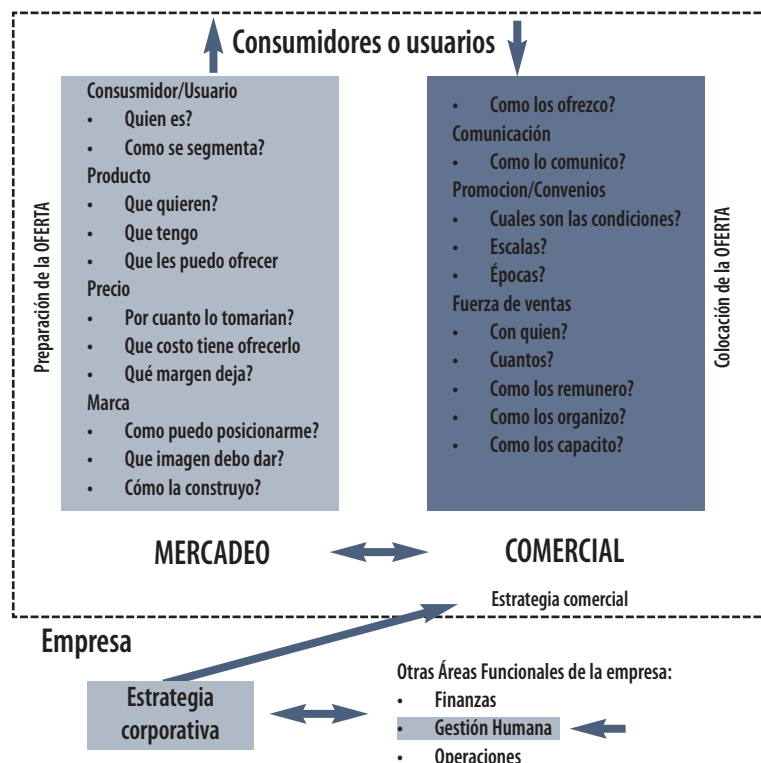 Consumidores o usuarios
Preparación de la OFERTA
Consusmidor/Usuario
• Quien es?
• Como se segmenta?
Producto
• Que quieren?
• Que tengo
• Que les puedo ofrecer
Precio
• Por cuanto lo tomarian?
• Que costo tiene ofrecerlo
• Qué margen deja?
Marca
• Como puedo posicionarme?
• Que imagen debo dar?
• Cómo la construyo?
• Como los ofrezco?
Comunicación
• Como lo comunico?
Promocion/Convenios
• Cuales son las condiciones?
• Escalas?
• Épocas?
Fuerza de ventas
• Con quien?
• Cuantos?
• Como los remunero?
• Como los organizo?
• Como los capacito?
Colocación de la OFERTA
MERCADEO
COMERCIAL
Estrategia comercial
Empresa
Estrategia
corporativa
Otras Áreas Funcionales de la empresa:
• Finanzas
• Gestión Humana
• Operaciones